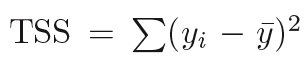 TSS = ∑(yᵢ − ȳ)²